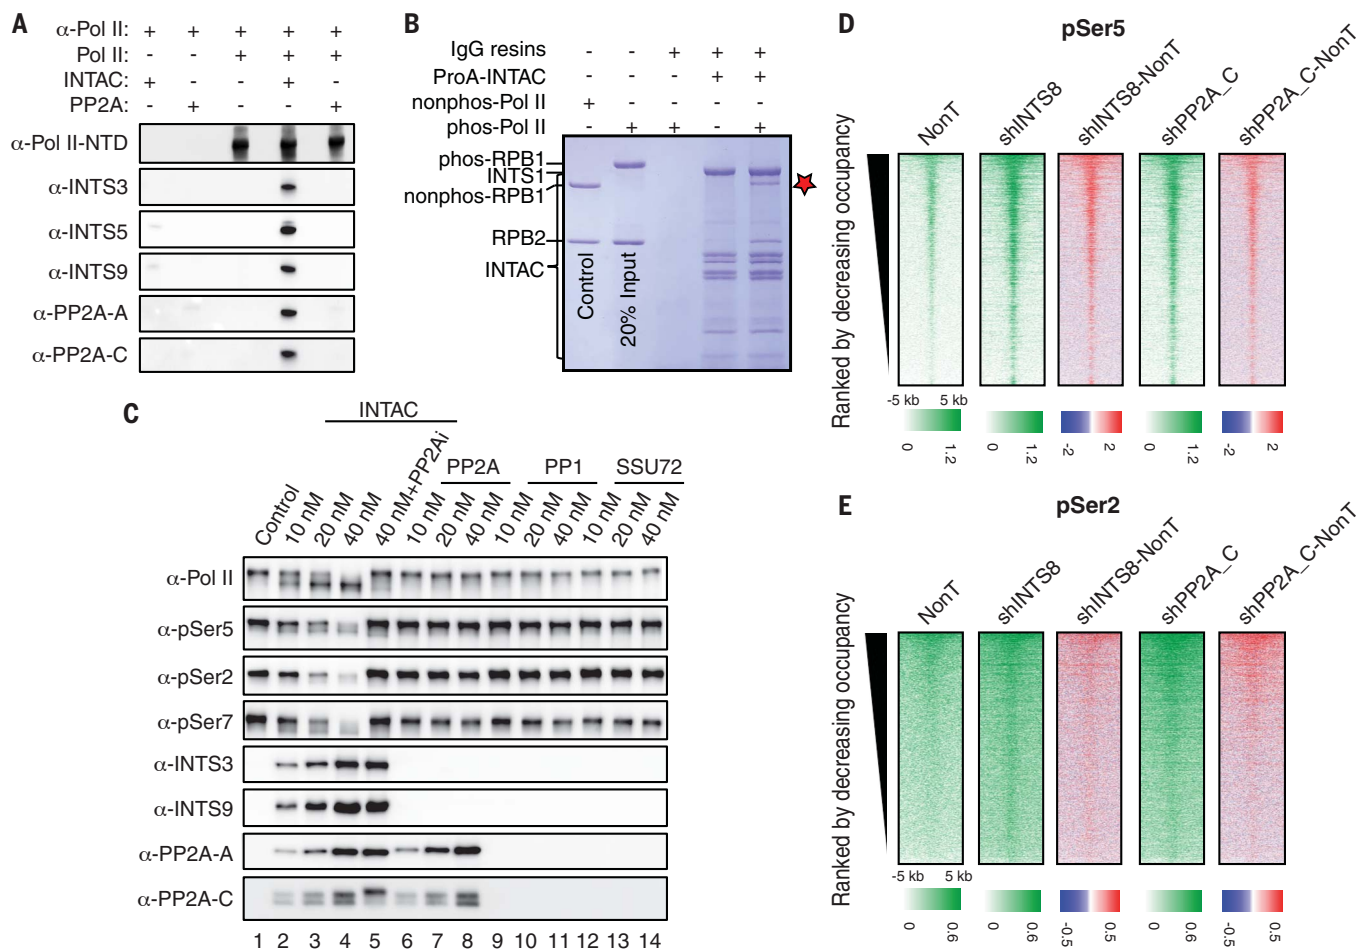 A
α-Pol II: + + + + +
Pol II: - - + + +
INTAC: + - - + -
PP2A: - + - - +
α-Pol II-NTD
α-INTS3
α-INTS5
α-INTS9
α-PP2A-A
α-PP2A-C
B
IgG resins - - + + +
ProA-INTAC - - - + +
nonphos-Pol II + - - - -
phos-Pol II - + + - +
phos-RPB1
INTS1
nonphos-RPB1
RPB2
INTAC
Control
20% Input
C
INTAC
PP2A
PP1
SSU72
Control
10 nM
20 nM
40 nM
40 nM+PP2Ai
10 nM
20 nM
40 nM
10 nM
20 nM
40 nM
10 nM
20 nM
40 nM
α-Pol II
α-pSer5
α-pSer2
α-pSer7
α-INTS3
α-INTS9
α-PP2A-A
α-PP2A-C
1 2 3 4 5 6 7 8 9 10 11 12 13 14
D
pSer5
NonT
shINTS8
shINTS8-NonT
shPP2A_C
shPP2A_C-NonT
Ranked by decreasing occupancy
-5 kb 5 kb
0 1.2
0 1.2
-2 2
0 1.2
-2 2
E
pSer2
NonT
shINTS8
shINTS8-NonT
shPP2A_C
shPP2A_C-NonT
Ranked by decreasing occupancy
-5 kb 5 kb
0 0.6
0 0.6
-0.5 0.5
0 0.6
-0.5 0.5